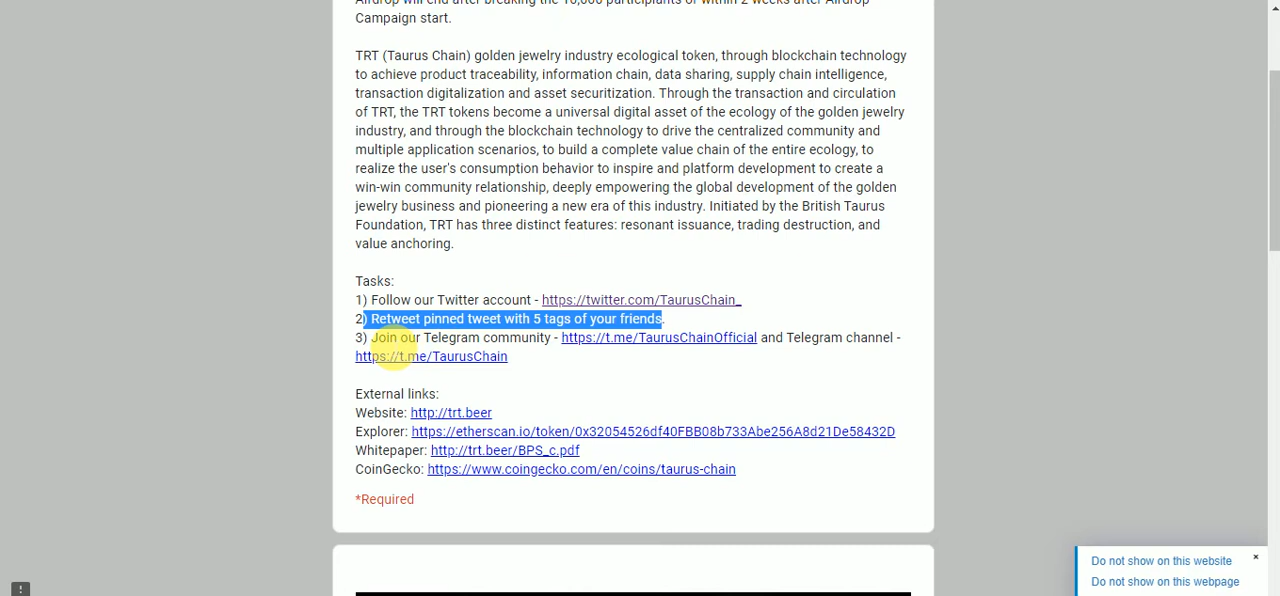 Airdrop will end after breaking the 10,000 participants or within 2 weeks after Airdrop
Campaign start.
TRT (Taurus Chain) golden jewelry industry ecological token, through blockchain technology
to achieve product traceability, information chain, data sharing, supply chain intelligence,
transaction digitalization and asset securitization. Through the transaction and circulation
of TRT, the TRT tokens become a universal digital asset of the ecology of the golden jewelry
industry, and through the blockchain technology to drive the centralized community and
multiple application scenarios, to build a complete value chain of the entire ecology, to
realize the user's consumption behavior to inspire and platform development to create a
win-win community relationship, deeply empowering the global development of the golden
jewelry business and pioneering a new era of this industry. Initiated by the British Taurus
Foundation, TRT has three distinct features: resonant issuance, trading destruction, and
value anchoring.
Tasks:
1) Follow our Twitter account - https://twitter.com/TaurusChain_
2) Retweet pinned tweet with 5 tags of your friends.
3) Join our Telegram community - https://t.me/TaurusChainOfficial and Telegram channel -
https://t.me/TaurusChain
External links:
Website: http://trt.beer
Explorer: https://etherscan.io/token/0x32054526df40FBB08b733Abe256A8d21De58432D
Whitepaper: http://trt.beer/BPS_c.pdf
CoinGecko: https://www.coingecko.com/en/coins/taurus-chain
*Required
Do not show on this website
Do not show on this webpage